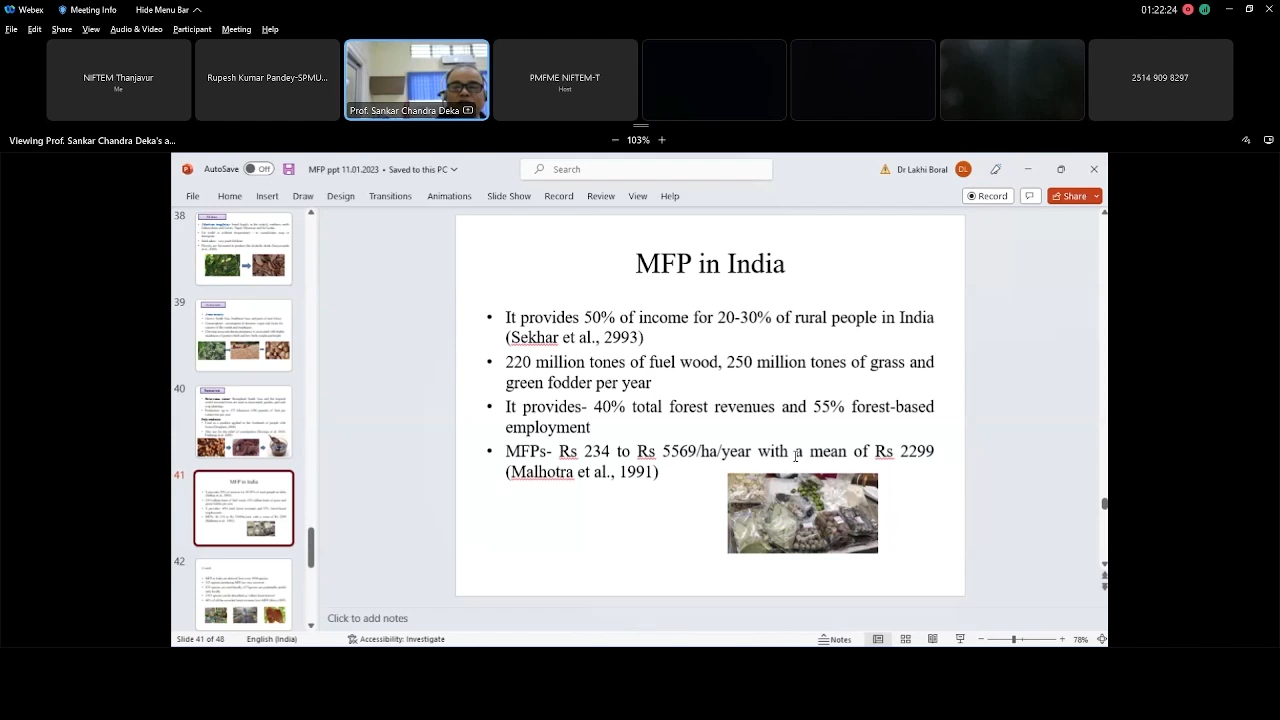 Webex Meeting Info Hide Menu Bar 01:22:24
File Edit Share View Audio & Video Participant Meeting Help
NIFTEM Thanjavur
Me
Rupesh Kumar Pandey-SPMU...
Prof. Sankar Chandra Deka
PMFME NIFTEM-T
Host
2514 909 8297
Viewing Prof. Sankar Chandra Deka's a...
103%
AutoSave Off MFP ppt 11.01.2023 • Saved to this PC Search Dr Lakhi Boral DL
File Home Insert Draw Design Transitions Animations Slide Show Record Review View Help Record Share
38
39
40
41
MFP in India
42
MFP in India
• It provides 50% of income for 20-30% of rural people in India
(Sekhar et al., 2993)
• 220 million tones of fuel wood, 250 million tones of grass and
green fodder per year
It provides- 40% of forest revenues and 55% forest-based
employment
• MFPs- Rs 234 to Rs 5569/ha/year with a mean of Rs 2299
(Malhotra et al., 1991)
Click to add notes
Slide 41 of 48 English (India) Accessibility: Investigate Notes 78%